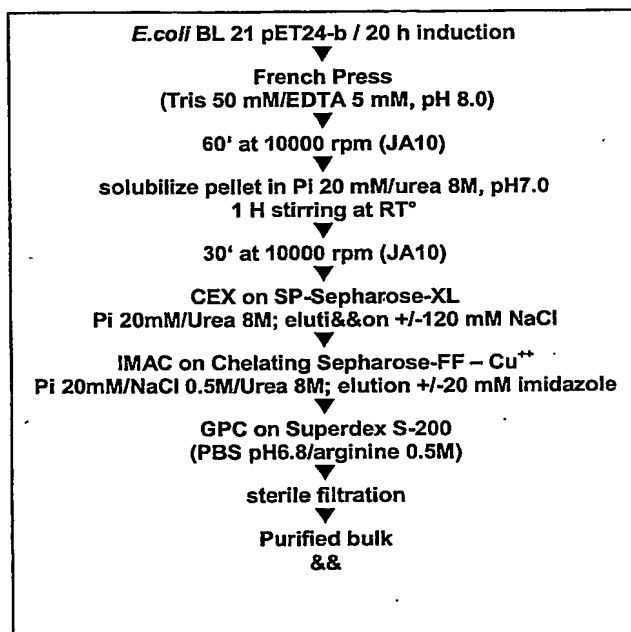 E.coli BL 21 pET24-b / 20 h induction
French Press
(Tris 50 mM/EDTA 5 mM, pH 8.0)
60' at 10000 rpm (JA10)
solubilize pellet in Pi 20 mM/urea 8M, pH7.0
1 H stirring at RT°
30' at 10000 rpm (JA10)
CEX on SP-Sepharose-XL
Pi 20mM/Urea 8M; eluti&&on +/-120 mM NaCl
IMAC on Chelating Sepharose-FF – Cu++
Pi 20mM/NaCl 0.5M/Urea 8M; elution +/-20 mM imidazole
GPC on Superdex S-200
(PBS pH6.8/arginine 0.5M)
sterile filtration
Purified bulk
&&